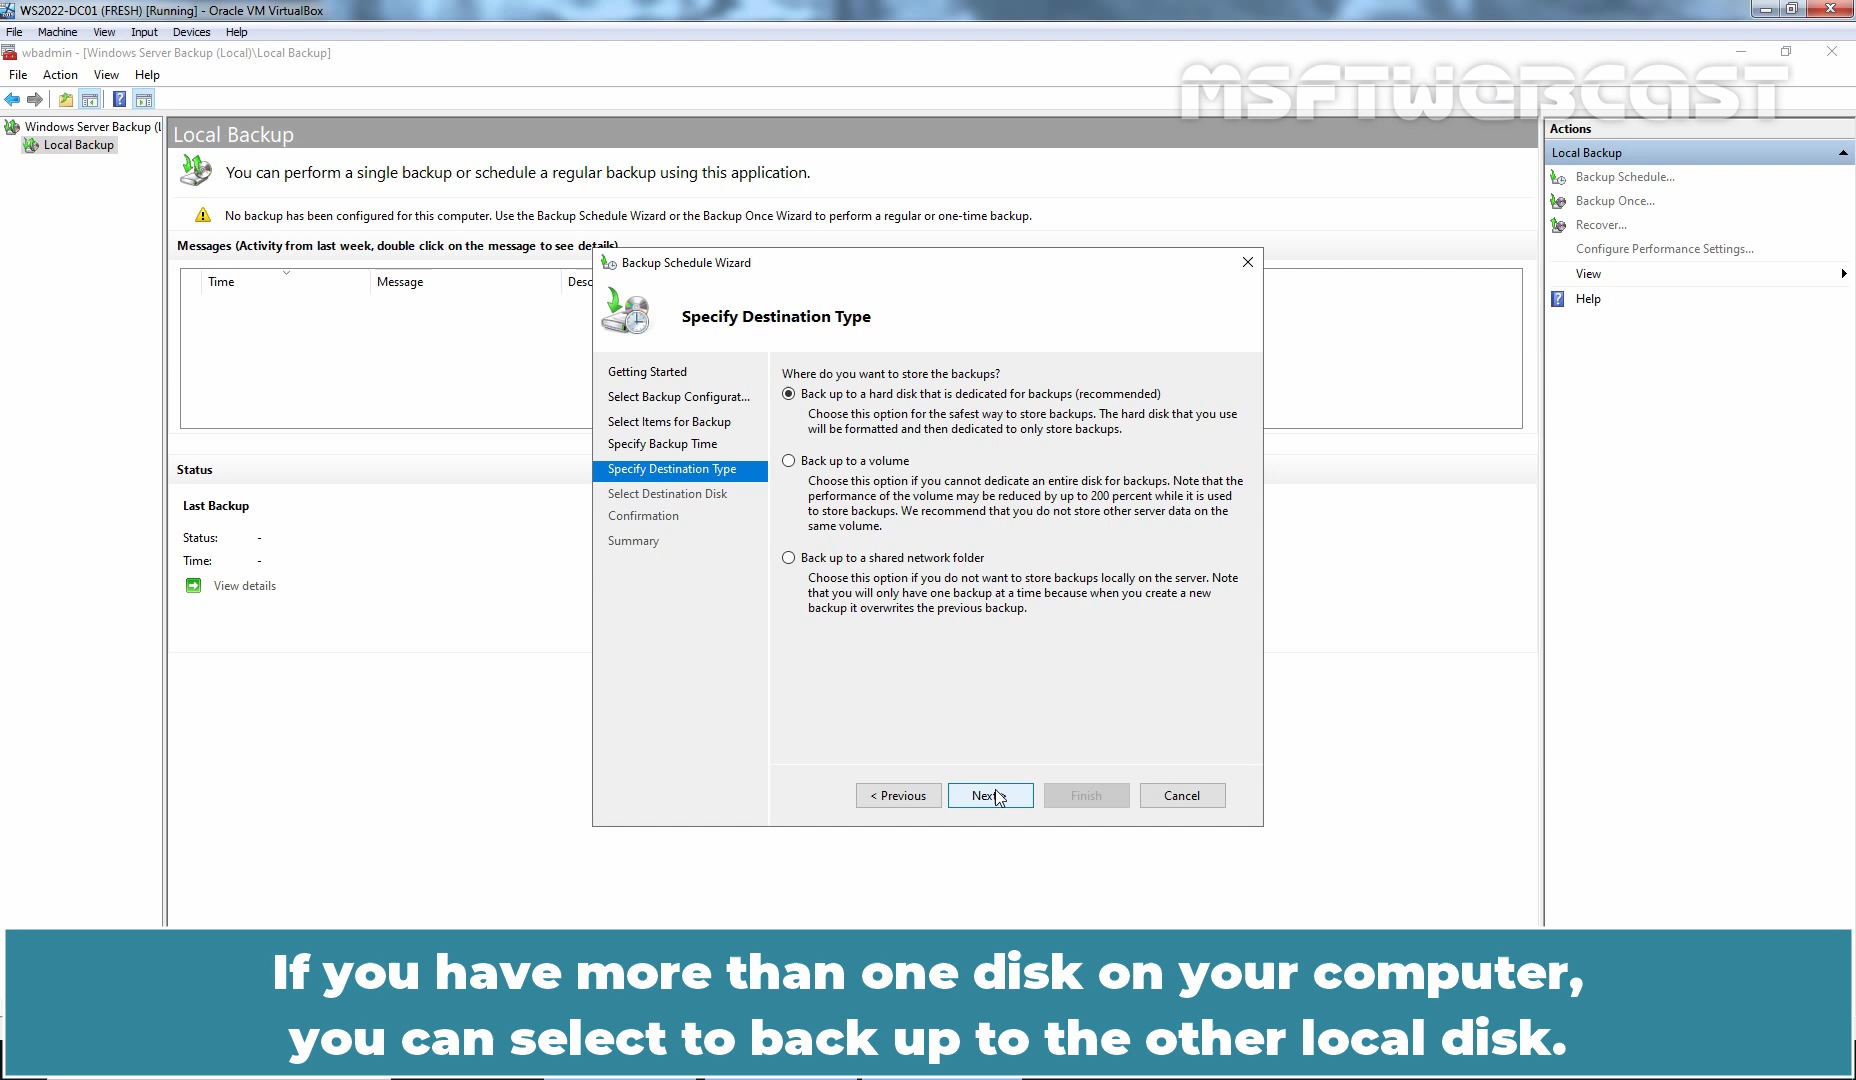 WS2022-DC01 (FRESH) [Running] - Oracle VM VirtualBox
File Machine View Input Devices Help
wbadmin - [Windows Server Backup (Local)\Local Backup]
File Action View Help
MSFTWEBCAST
Windows Server Backup (L
Local Backup
Local Backup
You can perform a single backup or schedule a regular backup using this application.
No backup has been configured for this computer. Use the Backup Schedule Wizard or the Backup Once Wizard to perform a regular or one-time backup.
Messages (Activity from last week, double click on the message to see details)
Time Message Desc
Status
Last Backup
Status: -
Time: -
View details
Backup Schedule Wizard
Specify Destination Type
Getting Started
Select Backup Configurat...
Select Items for Backup
Specify Backup Time
Specify Destination Type
Select Destination Disk
Confirmation
Summary
Where do you want to store the backups?
Back up to a hard disk that is dedicated for backups (recommended)
Choose this option for the safest way to store backups. The hard disk that you use
will be formatted and then dedicated to only store backups.
Back up to a volume
Choose this option if you cannot dedicate an entire disk for backups. Note that the
performance of the volume may be reduced by up to 200 percent while it is used
to store backups. We recommend that you do not store other server data on the
same volume.
Back up to a shared network folder
Choose this option if you do not want to store backups locally on the server. Note
that you will only have one backup at a time because when you create a new
backup it overwrites the previous backup.
< Previous Next Finish Cancel
Actions
Local Backup
Backup Schedule...
Backup Once...
Recover...
Configure Performance Settings...
View
Help
If you have more than one disk on your computer,
you can select to back up to the other local disk.